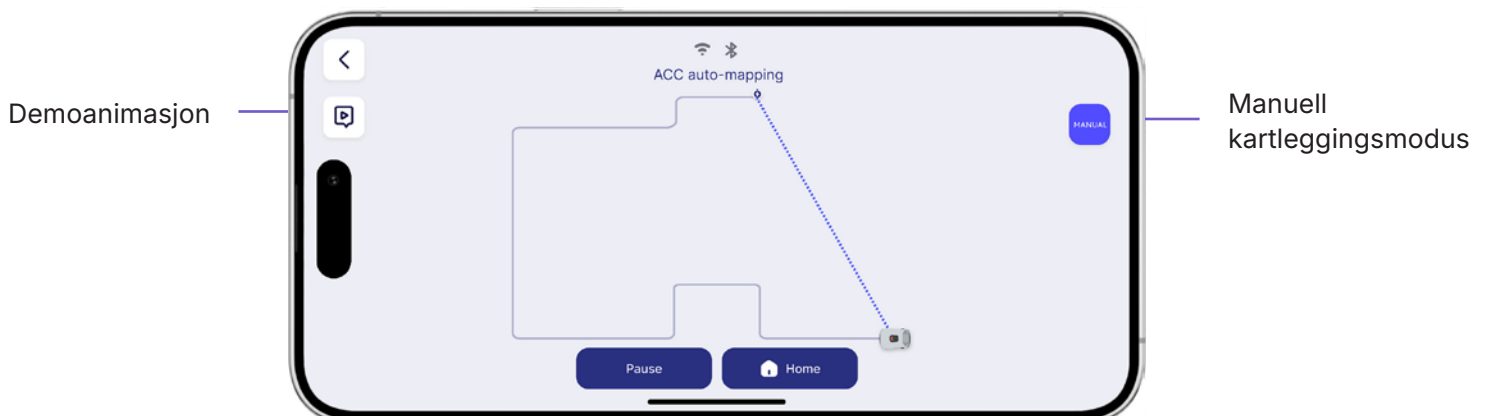 ACC auto-mapping
Demoanimasjon
MANUAL
Manuell
kartleggingsmodus
Pause
Home